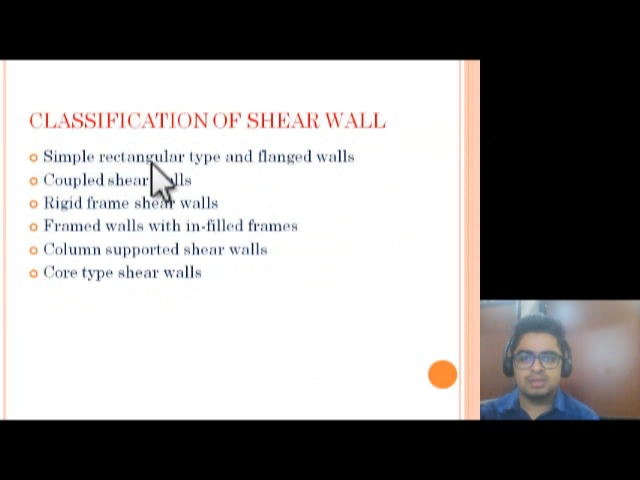 CLASSIFICATION OF SHEAR WALL
Simple rectangular type and flanged walls
Coupled shear walls
Rigid frame shear walls
Framed walls with in-filled frames
Column supported shear walls
Core type shear walls